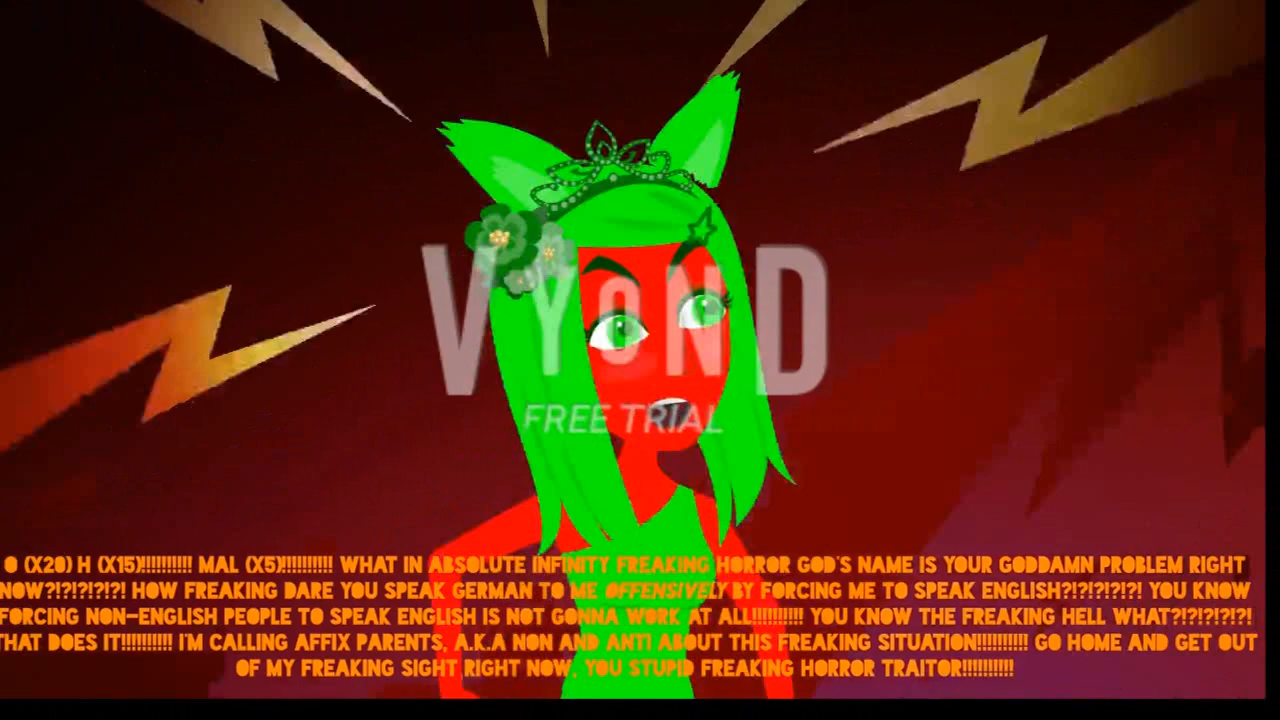 VYOND
FREE TRIAL
O (X20) H (X15)!!!!!!!!!! MAL (X5)!!!!!!!!!! WHAT IN ABSOLUTE INFINITY FREAKING HORROR GOD'S NAME IS YOUR GODDAMN PROBLEM RIGHT
NOW?!?!?!?!?! HOW FREAKING DARE YOU SPEAK GERMAN TO ME OFFENSIVELY BY FORCING ME TO SPEAK ENGLISH?!?!?!?!?! YOU KNOW
FORCING NON-ENGLISH PEOPLE TO SPEAK ENGLISH IS NOT GONNA WORK AT ALL!!!!!!!!!! YOU KNOW THE FREAKING HELL WHAT?!?!?!?!?!
THAT DOES IT!!!!!!!!!! I'M CALLING AFFIX PARENTS, A.K.A NON AND ANTI ABOUT THIS FREAKING SITUATION!!!!!!!!!! GO HOME AND GET OUT
OF MY FREAKING SIGHT RIGHT NOW, YOU STUPID FREAKING HORROR TRAITOR!!!!!!!!!!